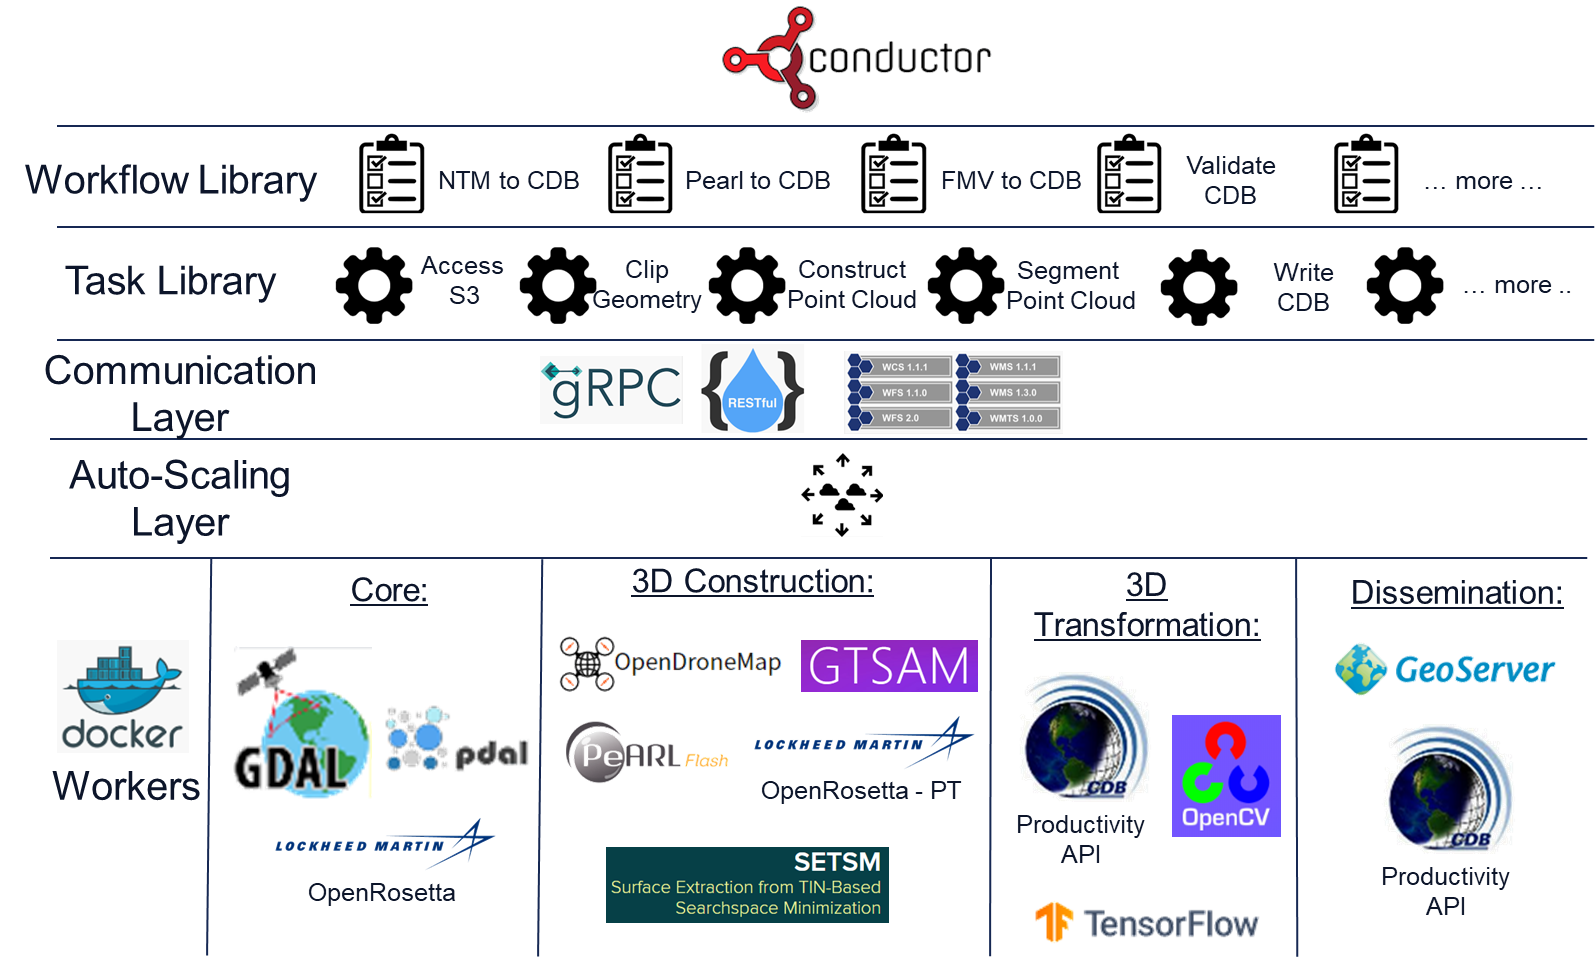 conductor
Workflow Library
NTM to CDB
Pearl to CDB
FMV to CDB
Validate
CDB
... more ...
Task Library
Access
S3
Clip
Geometry
Construct
Point Cloud
Segment
Point Cloud
Write
CDB
... more ..
Communication
Layer
gRPC
{RESTful}
WCS 1.1.1
WMS 1.1.1
WFS 1.1.0
WMS 1.3.0
WFS 2.0
WMTS 1.0.0
Auto-Scaling
Layer
docker
Workers
Core:
GDAL
pdal
LOCKHEED MARTIN
OpenRosetta
3D Construction:
OpenDroneMap
GTSAM
PeARL Flash
LOCKHEED MARTIN
OpenRosetta - PT
SETSM
Surface Extraction from TIN-Based
Searchspace Minimization
3D
Transformation:
CDB
Productivity
API
OpenCV
TensorFlow
Dissemination:
GeoServer
CDB
Productivity
API